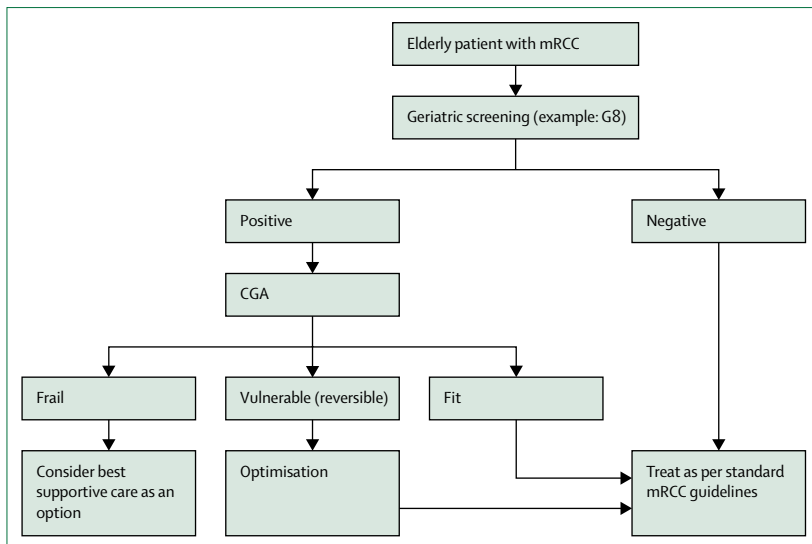 Elderly patient with mRCC
Geriatric screening (example: G8)
Positive
Negative
CGA
Frail
Vulnerable (reversible)
Fit
Consider best
supportive care as an
option
Optimisation
Treat as per standard
mRCC guidelines